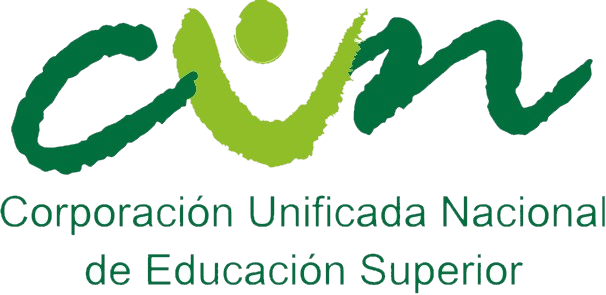 cun
Corporación Unificada Nacional
de Educación Superior